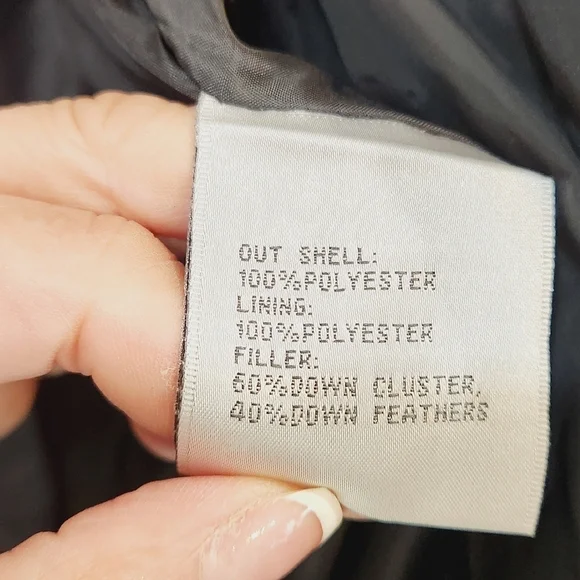 OUT SHELL:
100%POLYESTER
LINING:
100%POLYESTER
FILLER:
60%DOWN CLUSTER,
40%DOWN FEATHERS